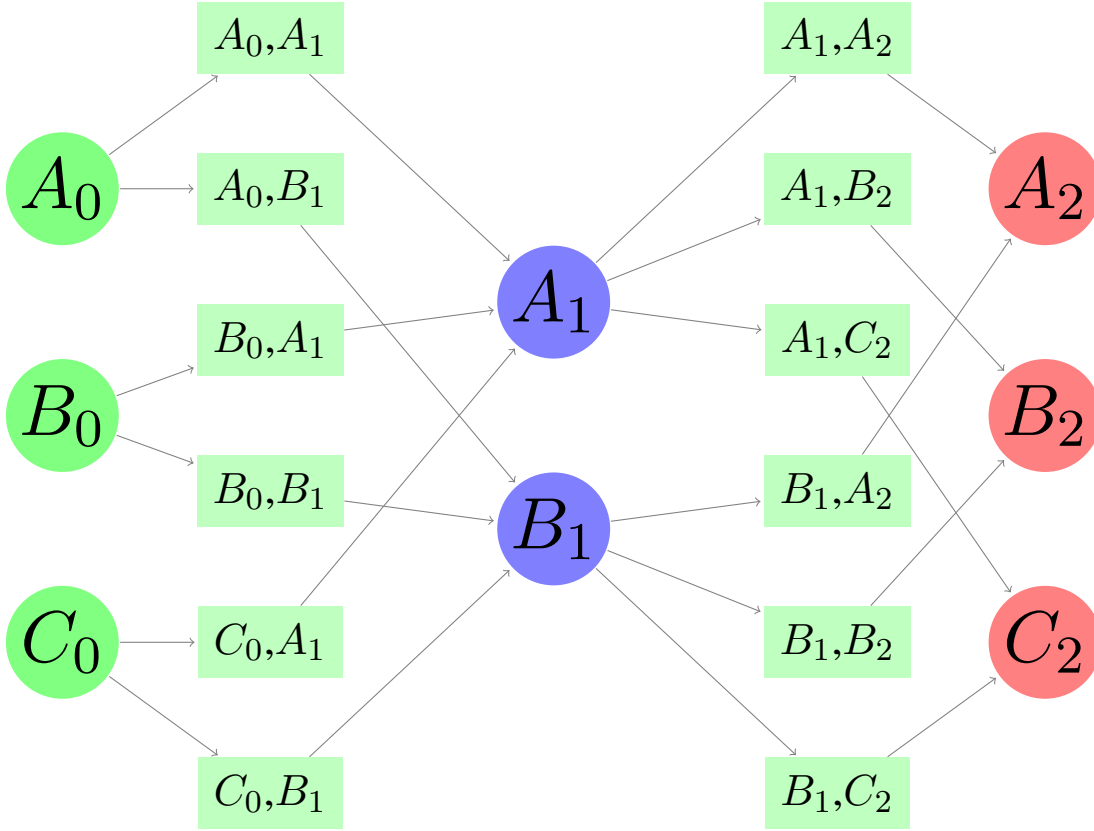 A₀,A₁
A₁,A₂
A₀
A₀,B₁
A₁,B₂
A₂
A₁
B₀,A₁
A₁,C₂
B₀
B₂
B₀,B₁
B₁,A₂
B₁
C₀
C₀,A₁
B₁,B₂
C₂
C₀,B₁
B₁,C₂